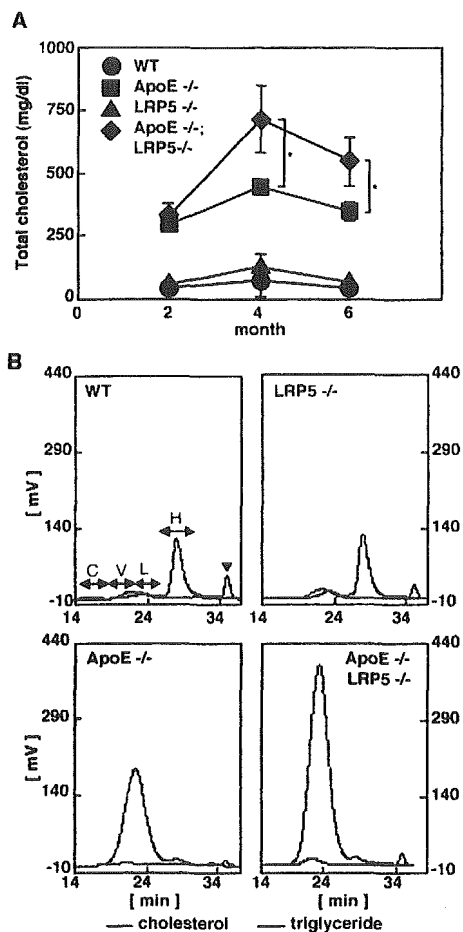 A
Total cholesterol (mg/dl)
1000
750
500
250
0
WT
ApoE -/-
LRP5 -/-
ApoE -/-;
LRP5-/-
*
*
0 2 4 6
month
B
440
290
140
-10
[ mV ]
WT
C V L H
14 24 34
LRP5 -/-
440
290
140
-10
14 24 34
440
290
140
-10
[ mV ]
ApoE -/-
14 24 34
[ min ]
ApoE -/-
LRP5 -/-
440
290
140
-10
14 23 34
[ min ]
cholesterol triglyceride